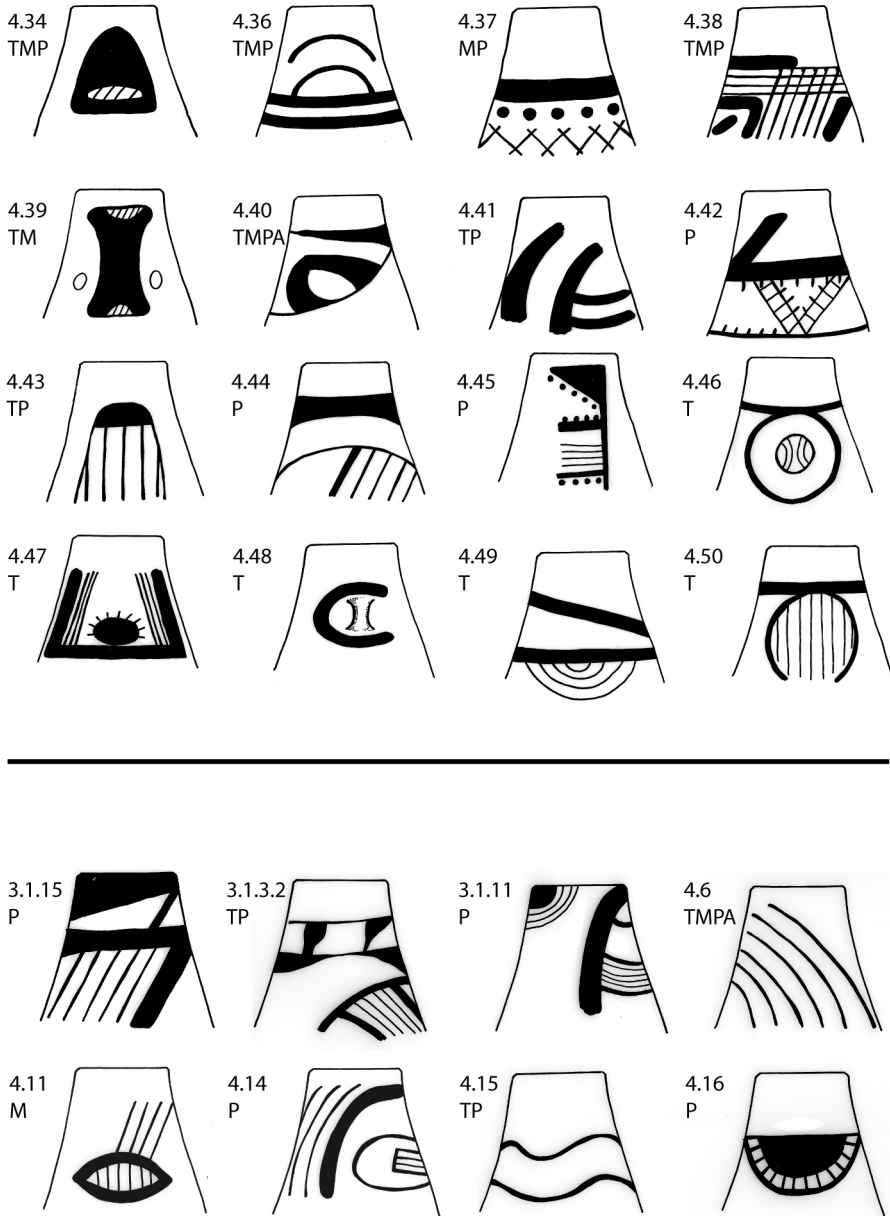 4.34
TMP
4.36
TMP
4.37
MP
4.38
TMP
4.39
TM
4.40
TMPA
4.41
TP
4.42
P
4.43
TP
4.44
P
4.45
P
4.46
T
4.47
T
4.48
T
4.49
T
4.50
T
3.1.15
P
3.1.3.2
TP
3.1.11
P
4.6
TMPA
4.11
M
4.14
P
4.15
TP
4.16
P